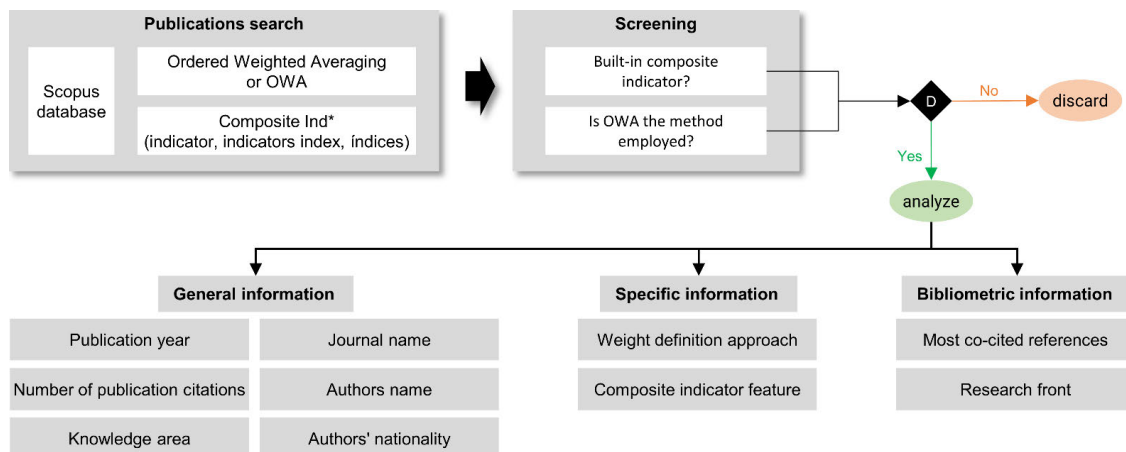 Publications search
Scopus
database
Ordered Weighted Averaging
or OWA
Composite Ind*
(indicator, indicators index, índices)
Screening
Built-in composite
indicator?
Is OWA the method
employed?
D
No
discard
Yes
analyze
General information
Publication year
Journal name
Number of publication citations
Authors name
Knowledge area
Authors' nationality
Specific information
Weight definition approach
Composite indicator feature
Bibliometric information
Most co-cited references
Research front